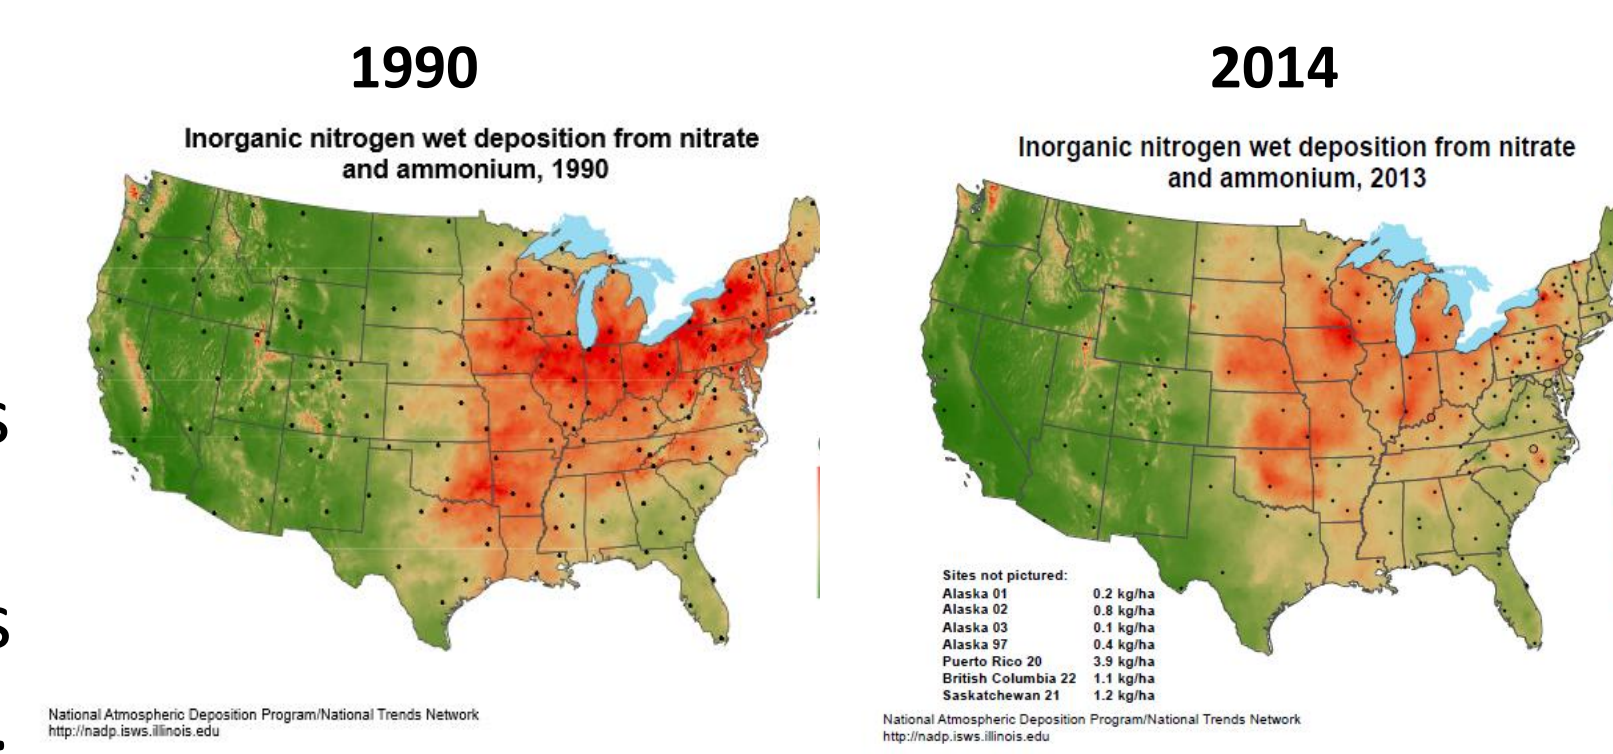 1990
Inorganic nitrogen wet deposition from nitrate
and ammonium, 1990
National Atmospheric Deposition Program/National Trends Network
http://nadp.isws.illinois.edu
2014
Inorganic nitrogen wet deposition from nitrate
and ammonium, 2013
Sites not pictured:
Alaska 01 0.2 kg/ha
Alaska 02 0.8 kg/ha
Alaska 03 0.1 kg/ha
Alaska 97 0.4 kg/ha
Puerto Rico 20 3.9 kg/ha
British Columbia 22 1.1 kg/ha
Saskatchewan 21 1.2 kg/ha
National Atmospheric Deposition Program/National Trends Network
http://nadp.isws.illinois.edu